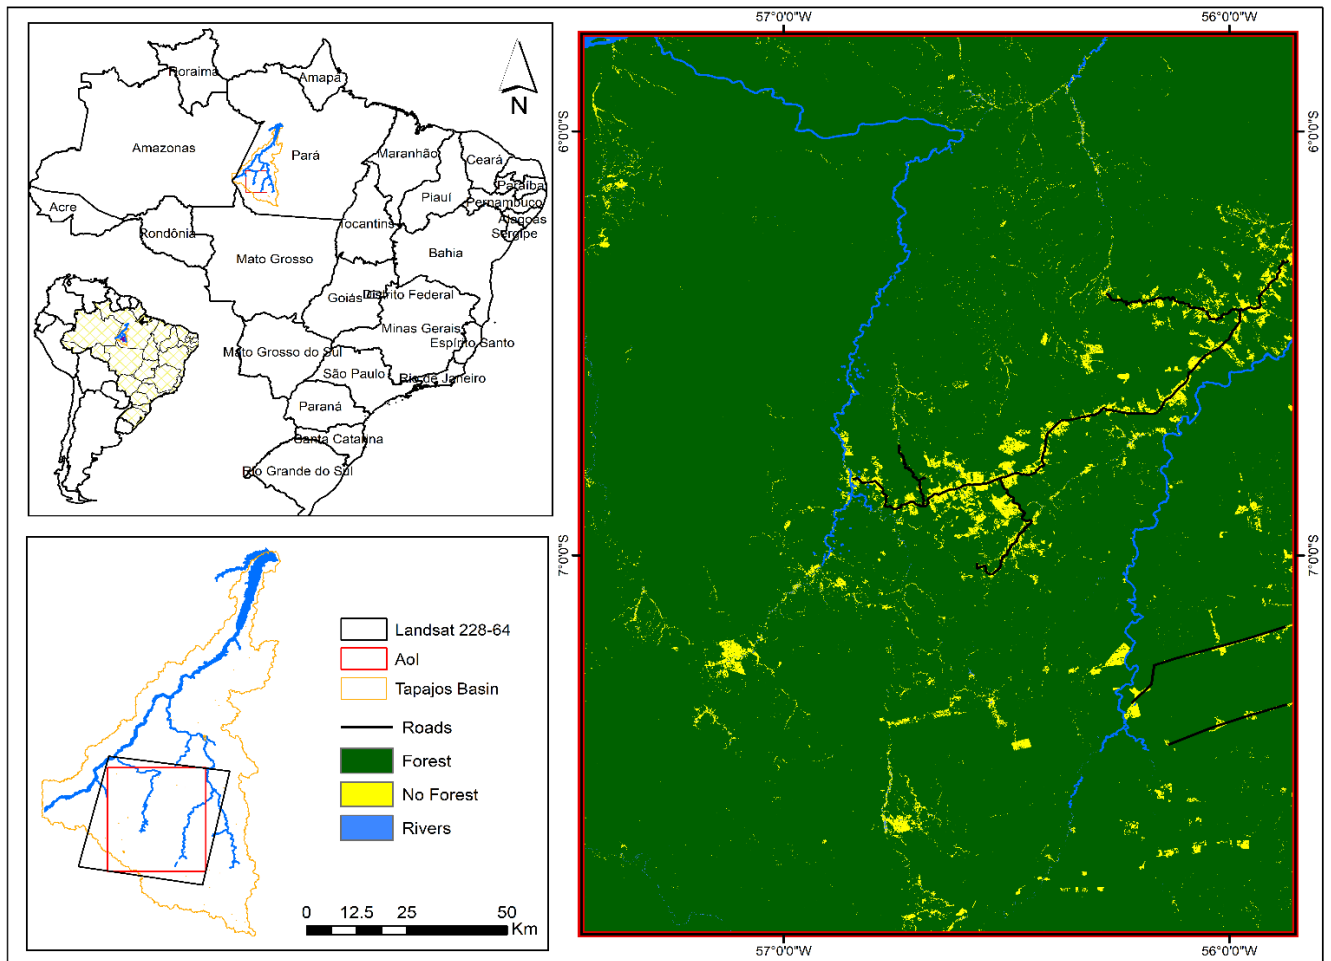 57°0'0"W
56°0'0"W
Roraima
Amapá
N
Amazonas
Pará
Maranhão
Ceará
Paraíba
Piauí
Pernambuco
Acre
Alagoas
Tocantins
Rondônia
Sergipe
Bahia
Mato Grosso
Goiás
Distrito Federal
Minas Gerais
Espírito Santo
Mato Grosso do Sul
São Paulo
Rio de Janeiro
Paraná
Santa Catarina
Rio Grande do Sul
6°0'0"S
6°0'0"S
7°0'0"S
7°0'0"S
Landsat 228-64
AoI
Tapajos Basin
Roads
Forest
No Forest
Rivers
0 12.5 25 50
Km
57°0'0"W
56°0'0"W